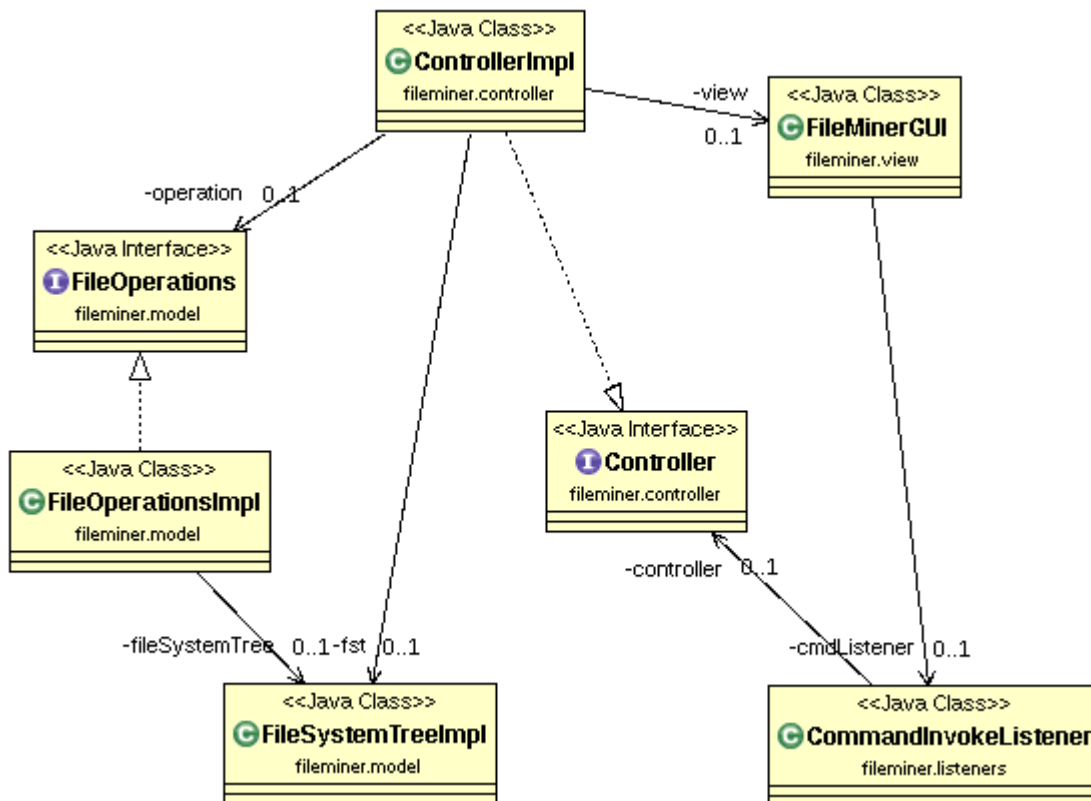 <<Java Class>>
C ControllerImpl
fileminer.controller
-view
0..1
<<Java Class>>
C FileMinerGUI
fileminer.view
-operation 0..1
<<Java Interface>>
I FileOperations
fileminer.model
<<Java Interface>>
I Controller
fileminer.controller
<<Java Class>>
C FileOperationsImpl
fileminer.model
-controller 0..1
-fileSystemTree 0..1
-fst 0..1
-cmdListener 0..1
<<Java Class>>
C FileSystemTreeImpl
fileminer.model
<<Java Class>>
C CommandInvokeListener
fileminer.listeners